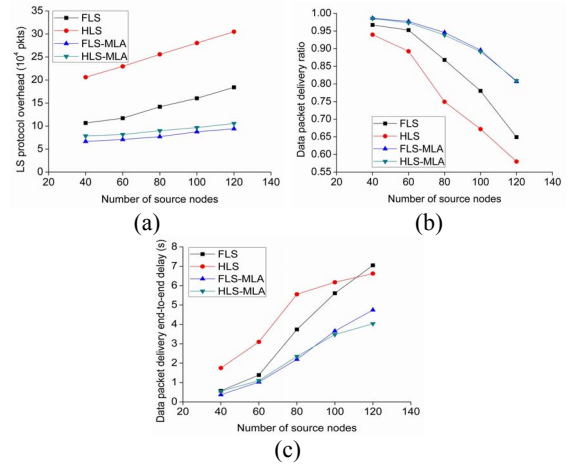 35
30
25
20
15
10
5
0
LS protocol overhead (10⁴ pkts)
FLS
HLS
FLS-MLA
HLS-MLA
20 40 60 80 100 120 140
Number of source nodes
(a)
1.00
0.95
0.90
0.85
0.80
0.75
0.70
0.65
0.60
0.55
Data packet delivery ratio
FLS
HLS
FLS-MLA
HLS-MLA
20 40 60 80 100 120 140
Number of source nodes
(b)
8
7
6
5
4
3
2
1
0
Data packet delivery end-to-end delay (s)
FLS
HLS
FLS-MLA
HLS-MLA
20 40 60 80 100 120 140
Number of source nodes
(c)